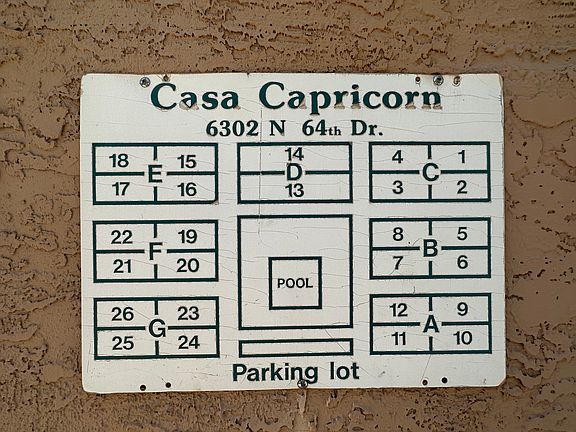 Casa Capricorn
6302 N 64th Dr.
18 15
E
17 16
14
D
13
4 1
C
3 2
22 19
F
21 20
8 5
B
7 6
POOL
26 23
G
25 24
12 9
A
11 10
Parking lot